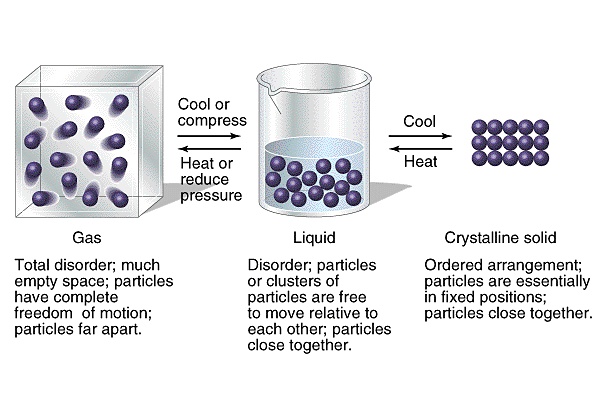 Cool or
compress
Heat or
reduce
pressure
Cool
Heat
Gas
Total disorder; much
empty space; particles
have complete
freedom of motion;
particles far apart.
Liquid
Disorder; particles
or clusters of
particles are free
to move relative to
each other; particles
close together.
Crystalline solid
Ordered arrangement;
particles are essentially
in fixed positions;
particles close together.